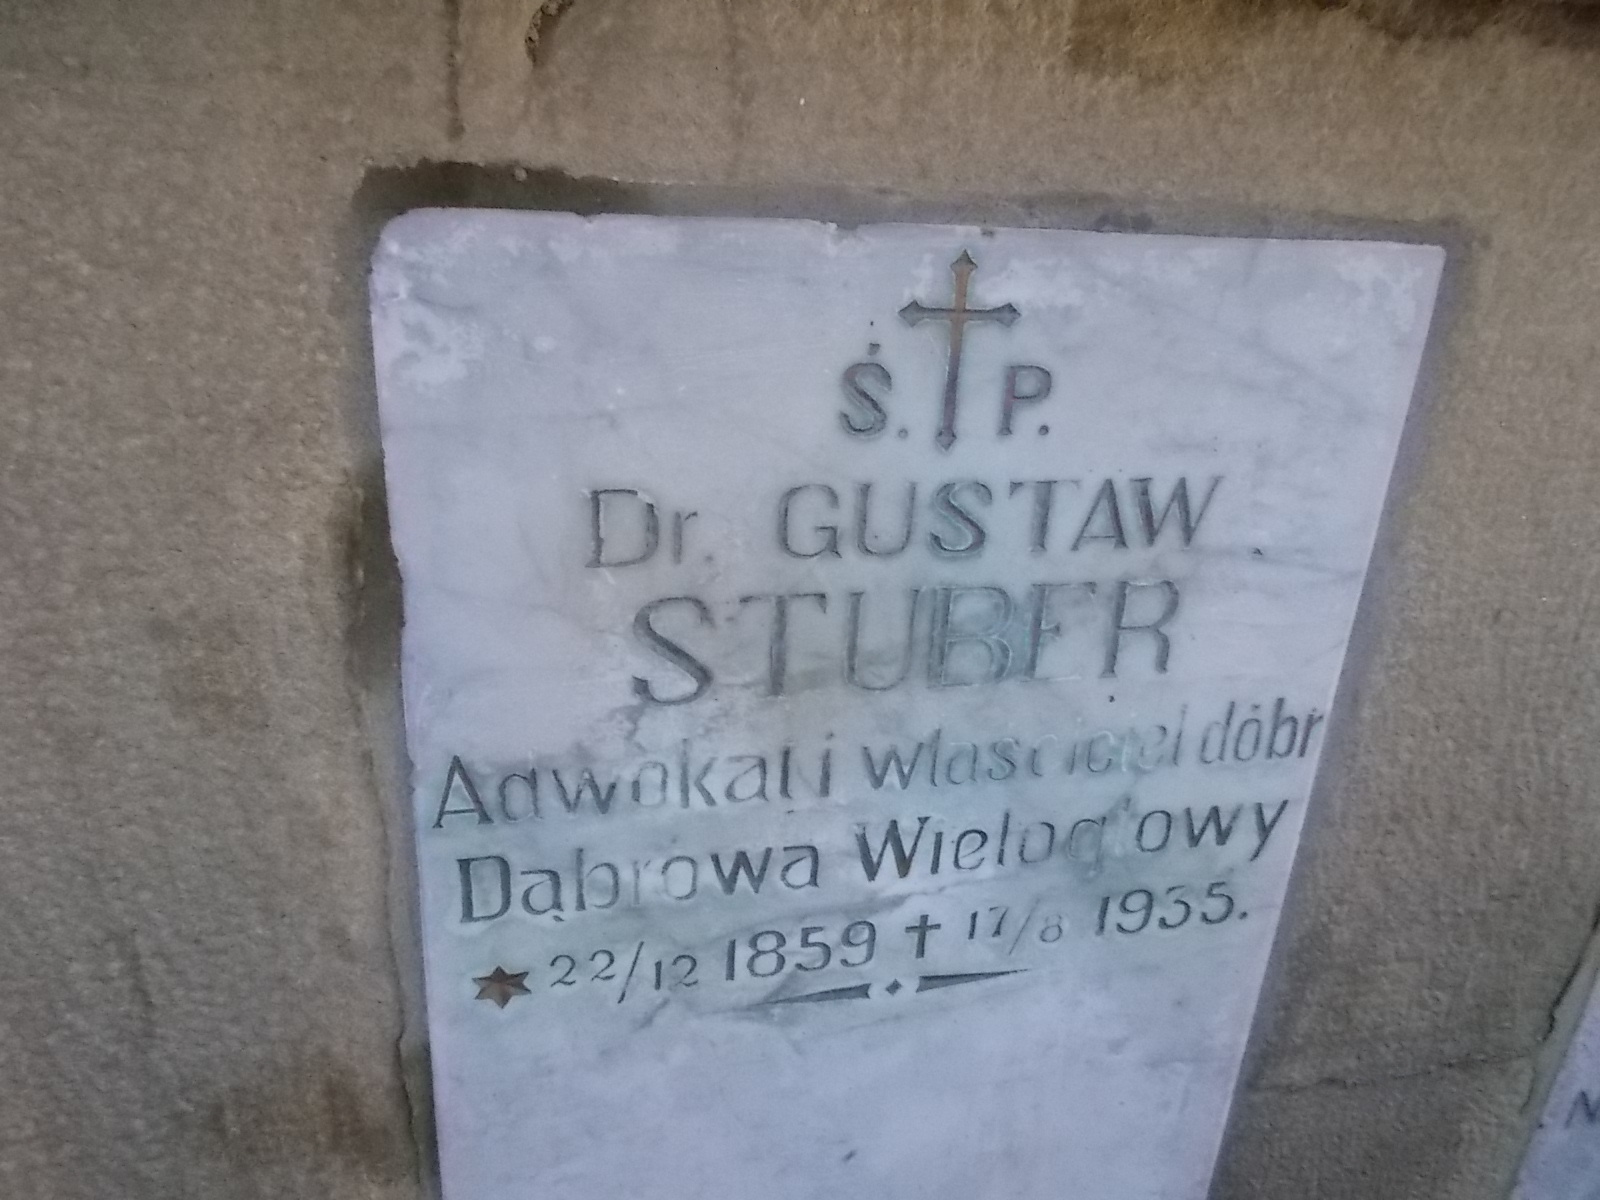 Ś. P.
Dr. GUSTAW
STUBER
Adwokat i właściciel dóbr
Dąbrowa Wielogłowy
22/12 1859 † 17/8 1935.